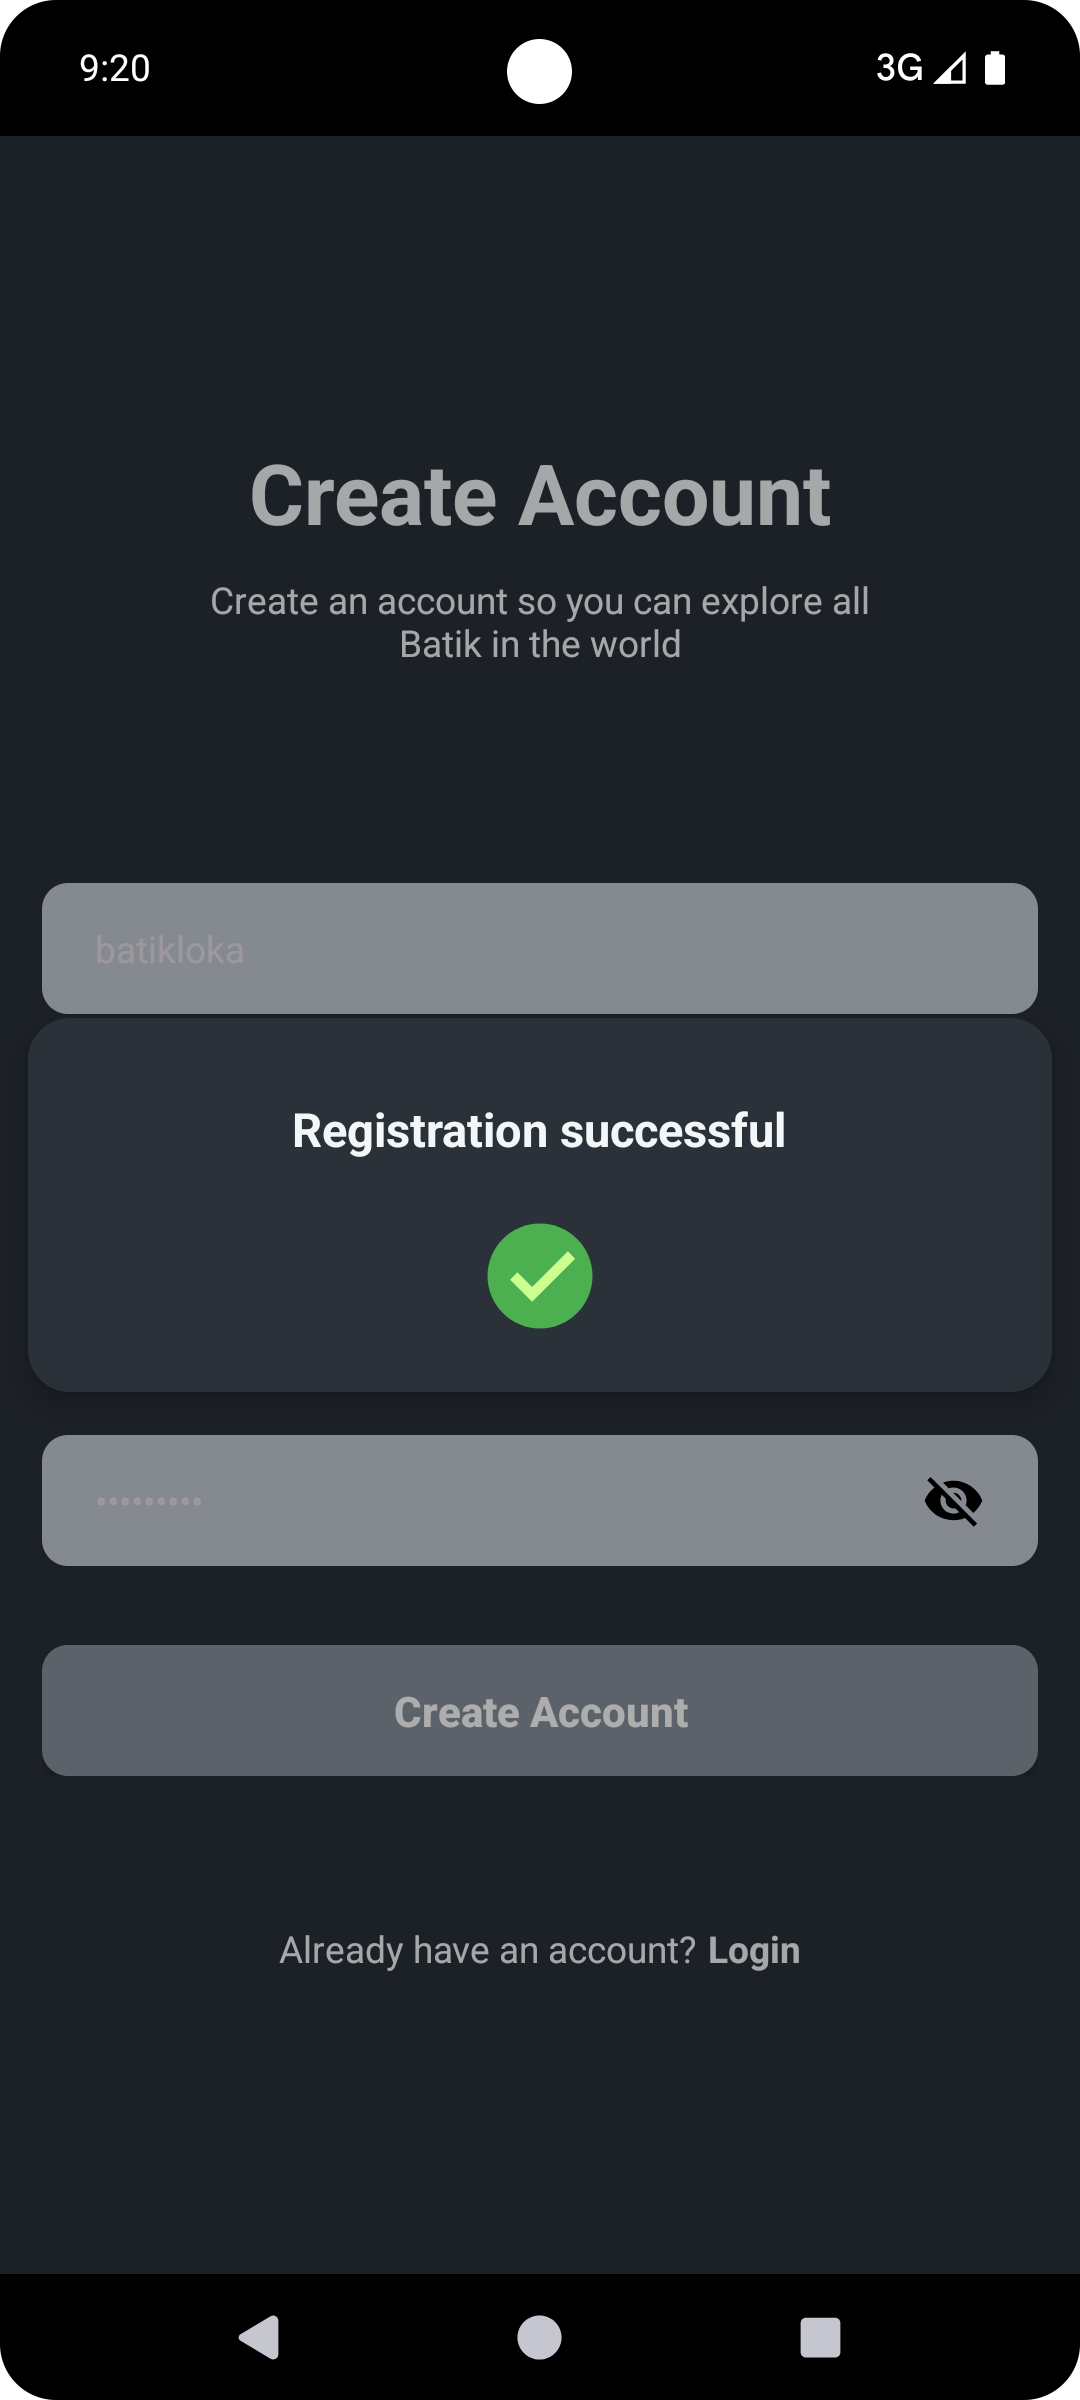 9:20
3G
Create Account
Create an account so you can explore all
Batik in the world
batikloka
Registration successful
•••••••••
Create Account
Already have an account? Login